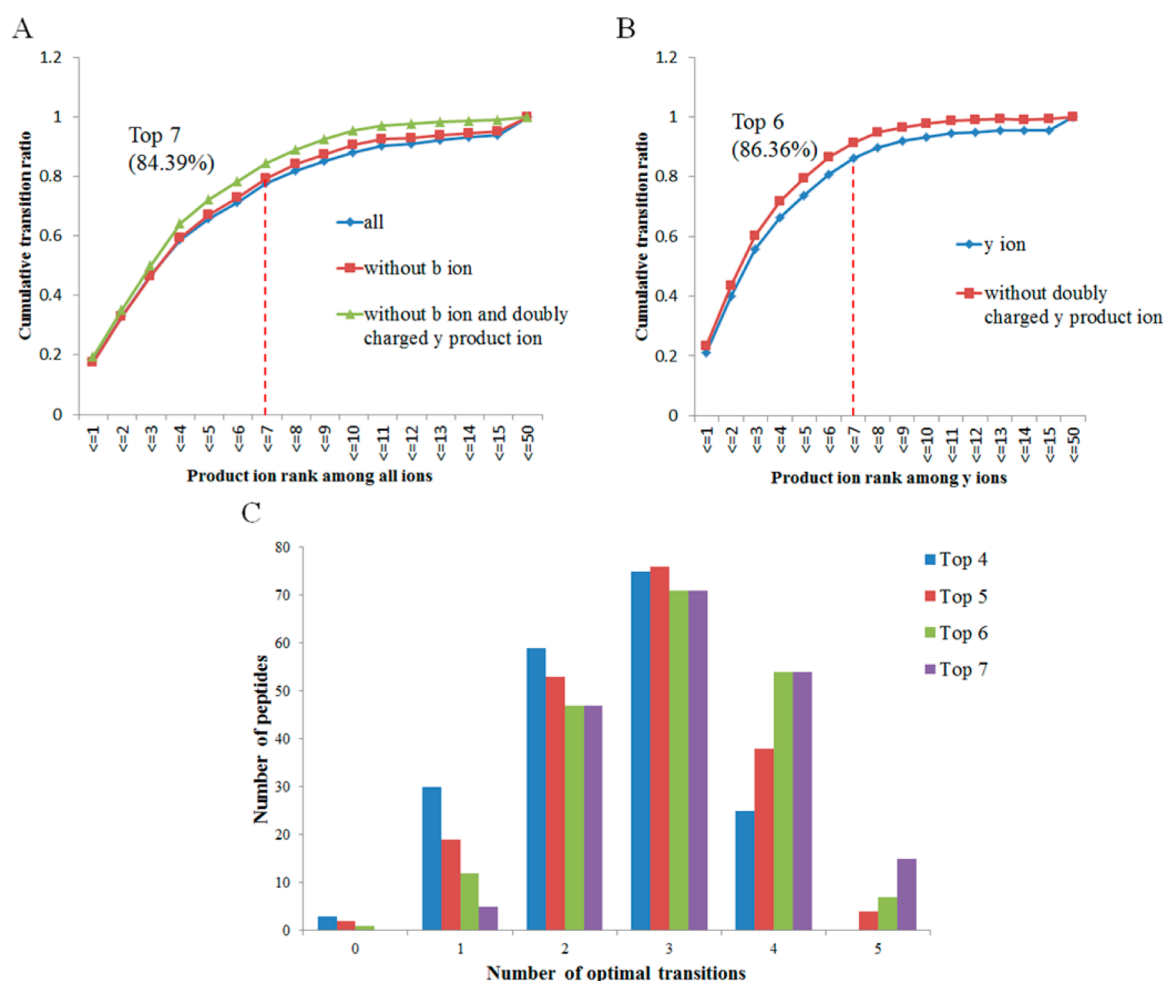 A
Cumulative transition ratio
1.2
1
0.8
0.6
0.4
0.2
0
Top 7
(84.39%)
all
without b ion
without b ion and doubly
charged y product ion
<=1
<=2
<=3
<=4
<=5
<=6
<=7
<=8
<=9
<=10
<=11
<=12
<=13
<=14
<=15
<=50
Product ion rank among all ions
B
Cumulative transition ratio
1.2
1
0.8
0.6
0.4
0.2
0
Top 6
(86.36%)
y ion
without doubly
charged y product ion
<=1
<=2
<=3
<=4
<=5
<=6
<=7
<=8
<=9
<=10
<=11
<=12
<=13
<=14
<=15
<=50
Product ion rank among y ions
C
Number of peptides
80
70
60
50
40
30
20
10
0
Top 4
Top 5
Top 6
Top 7
0 1 2 3 4 5
Number of optimal transitions